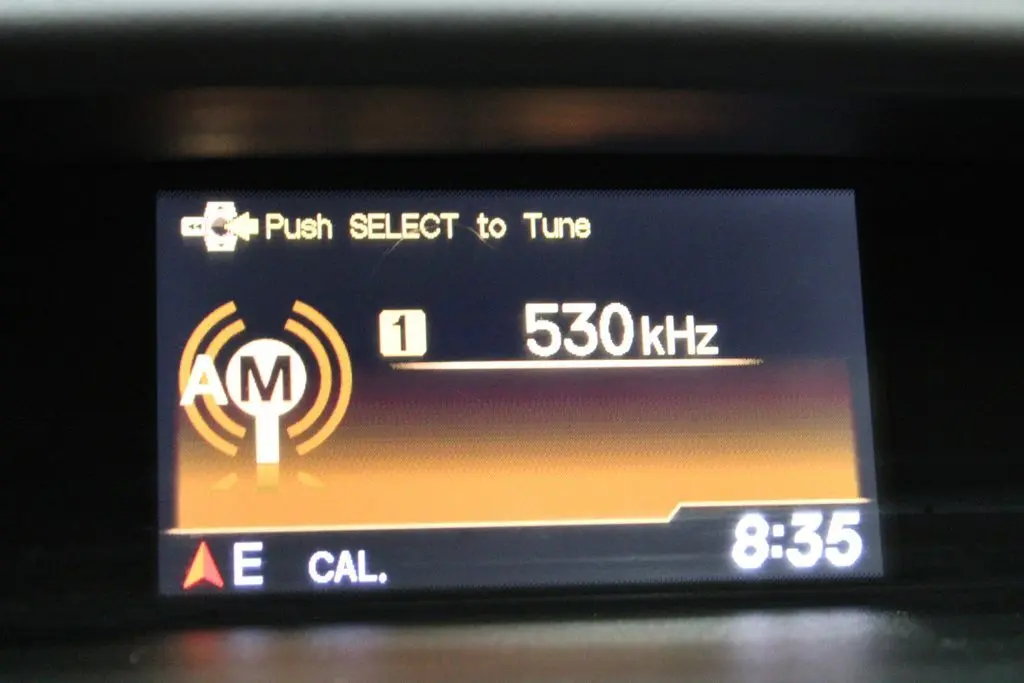 Push SELECT to Tune
1 530 kHz
AM
E CAL. 8:35